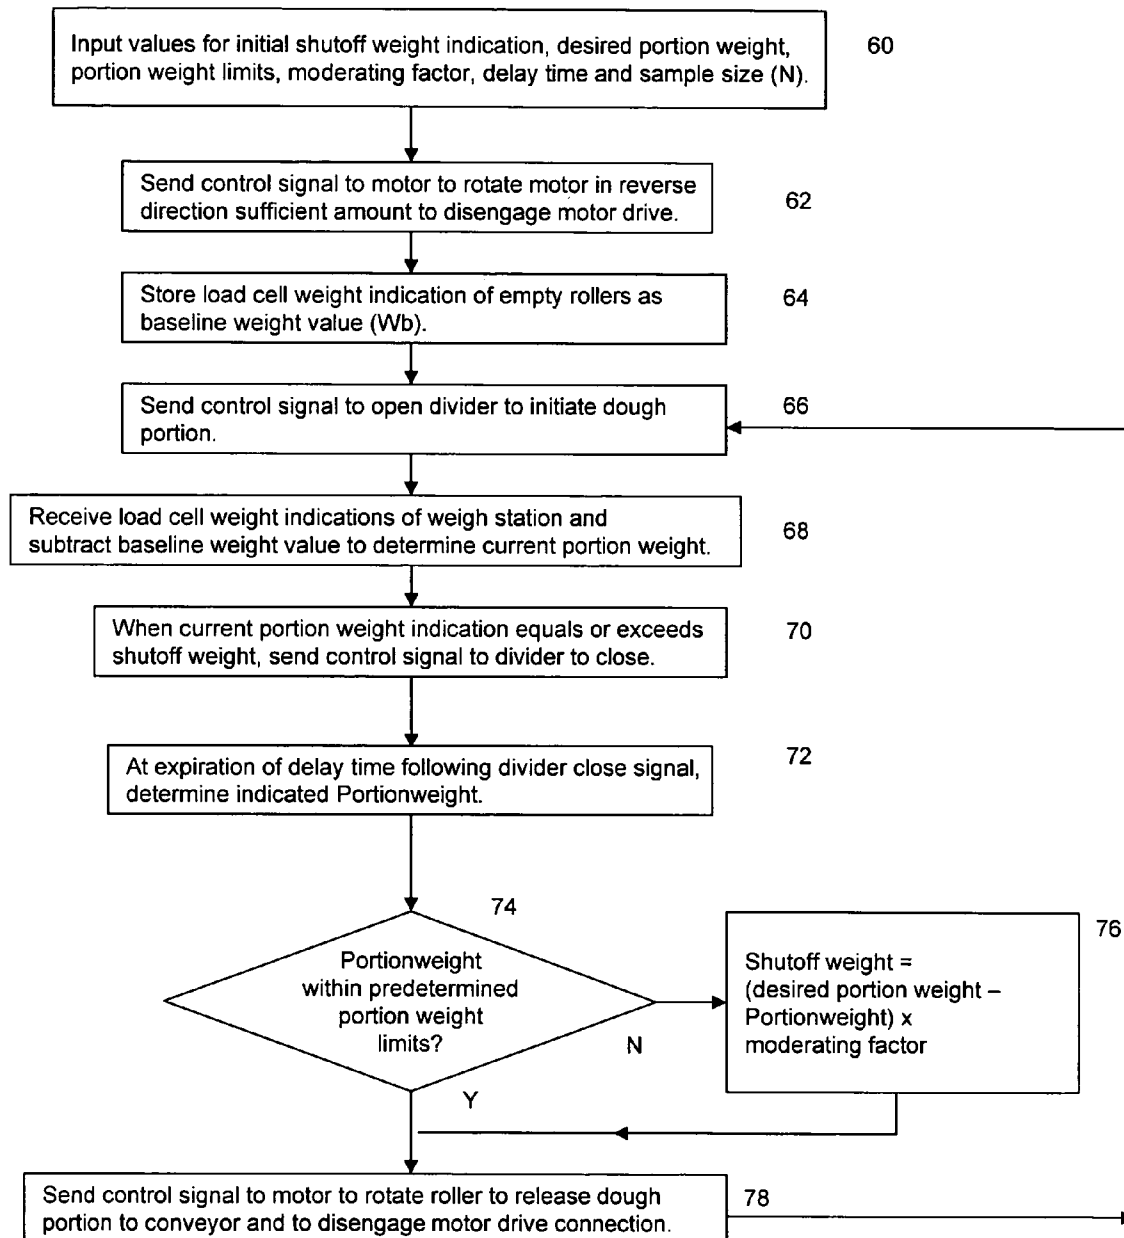 Input values for initial shutoff weight indication, desired portion weight,
portion weight limits, moderating factor, delay time and sample size (N).
60
Send control signal to motor to rotate motor in reverse
direction sufficient amount to disengage motor drive.
62
Store load cell weight indication of empty rollers as
baseline weight value (Wb).
64
Send control signal to open divider to initiate dough
portion.
66
Receive load cell weight indications of weigh station and
subtract baseline weight value to determine current portion weight.
68
When current portion weight indication equals or exceeds
shutoff weight, send control signal to divider to close.
70
At expiration of delay time following divider close signal,
determine indicated Portionweight.
72
74
Portionweight
within predetermined
portion weight
limits?
N
Y
76
Shutoff weight =
(desired portion weight –
Portionweight) x
moderating factor
Send control signal to motor to rotate roller to release dough
portion to conveyor and to disengage motor drive connection.
78